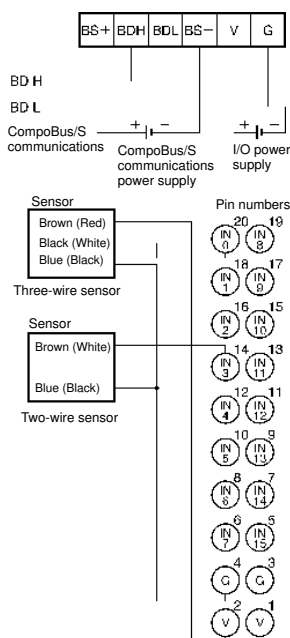 BS+ BDH BDL BS− V G
BD H
BD L
CompoBus/S
communications
+ −
CompoBus/S
communications
power supply
+ −
I/O power
supply
Sensor
Brown (Red)
Black (White)
Blue (Black)
Three-wire sensor
Sensor
Brown (White)
Blue (Black)
Two-wire sensor
Pin numbers
20 19
IN 0 IN 8
18 17
IN 1 IN 9
16 15
IN 2 IN 10
14 13
IN 3 IN 11
12 11
IN 4 IN 12
10 9
IN 5 IN 13
8 7
IN 6 IN 14
6 5
IN 7 IN 15
4 3
G G
2 1
V V